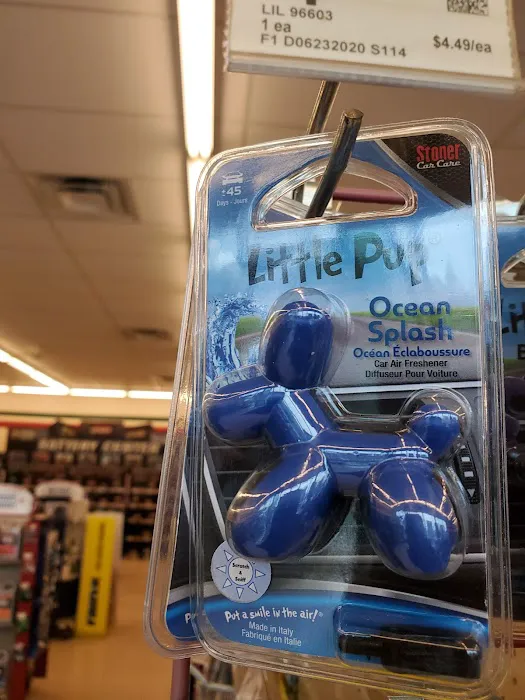 LIL 96603
1 ea
F1 D06232020 S114
$4.49/ea
Stoner
Car Care
±45
Days - Jours
Little Pup
Ocean
Splash
Océan Éclaboussure
Car Air Freshener
Diffuseur Pour Voiture
Scratch
&
Sniff
Put a smile in the air!®
Made in Italy
Fabriqué en Italie